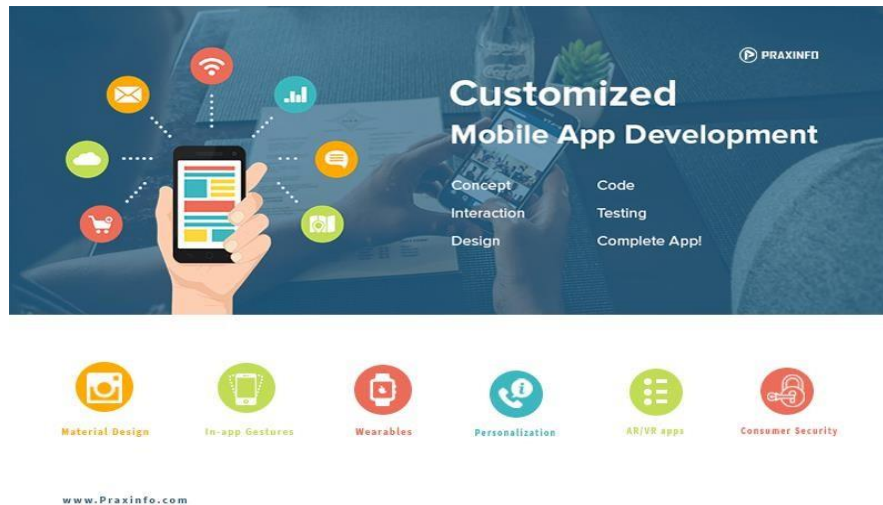 PRAXINFO
Customized
Mobile App Development
Concept
Interaction
Design
Code
Testing
Complete App!
Material Design
In-app Gestures
Wearables
Personalization
AR/VR apps
Consumer Security
www.Praxinfo.com